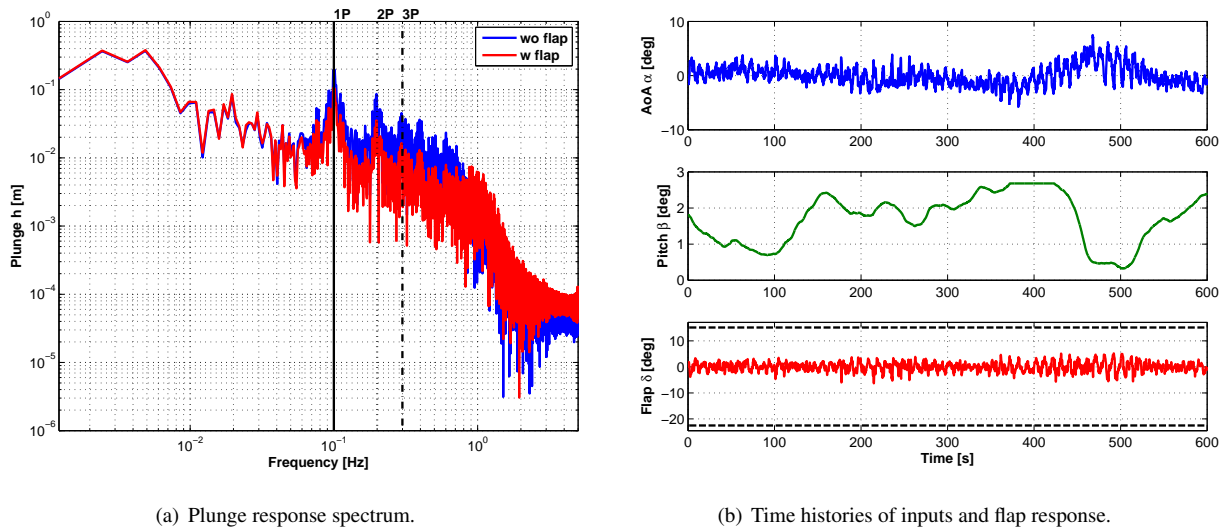 1P 2P 3P
wo flap
w flap
10^0
10^-1
10^-2
10^-3
10^-4
10^-5
10^-6
Plunge h [m]
10^-2 10^-1 10^0
Frequency [Hz]
(a) Plunge response spectrum.
AoA α [deg]
10
0
−10
0 100 200 300 400 500 600
Pitch β [deg]
3
2
1
0
0 100 200 300 400 500 600
Flap δ [deg]
10
0
−10
−20
0 100 200 300 400 500 600
Time [s]
(b) Time histories of inputs and flap response.